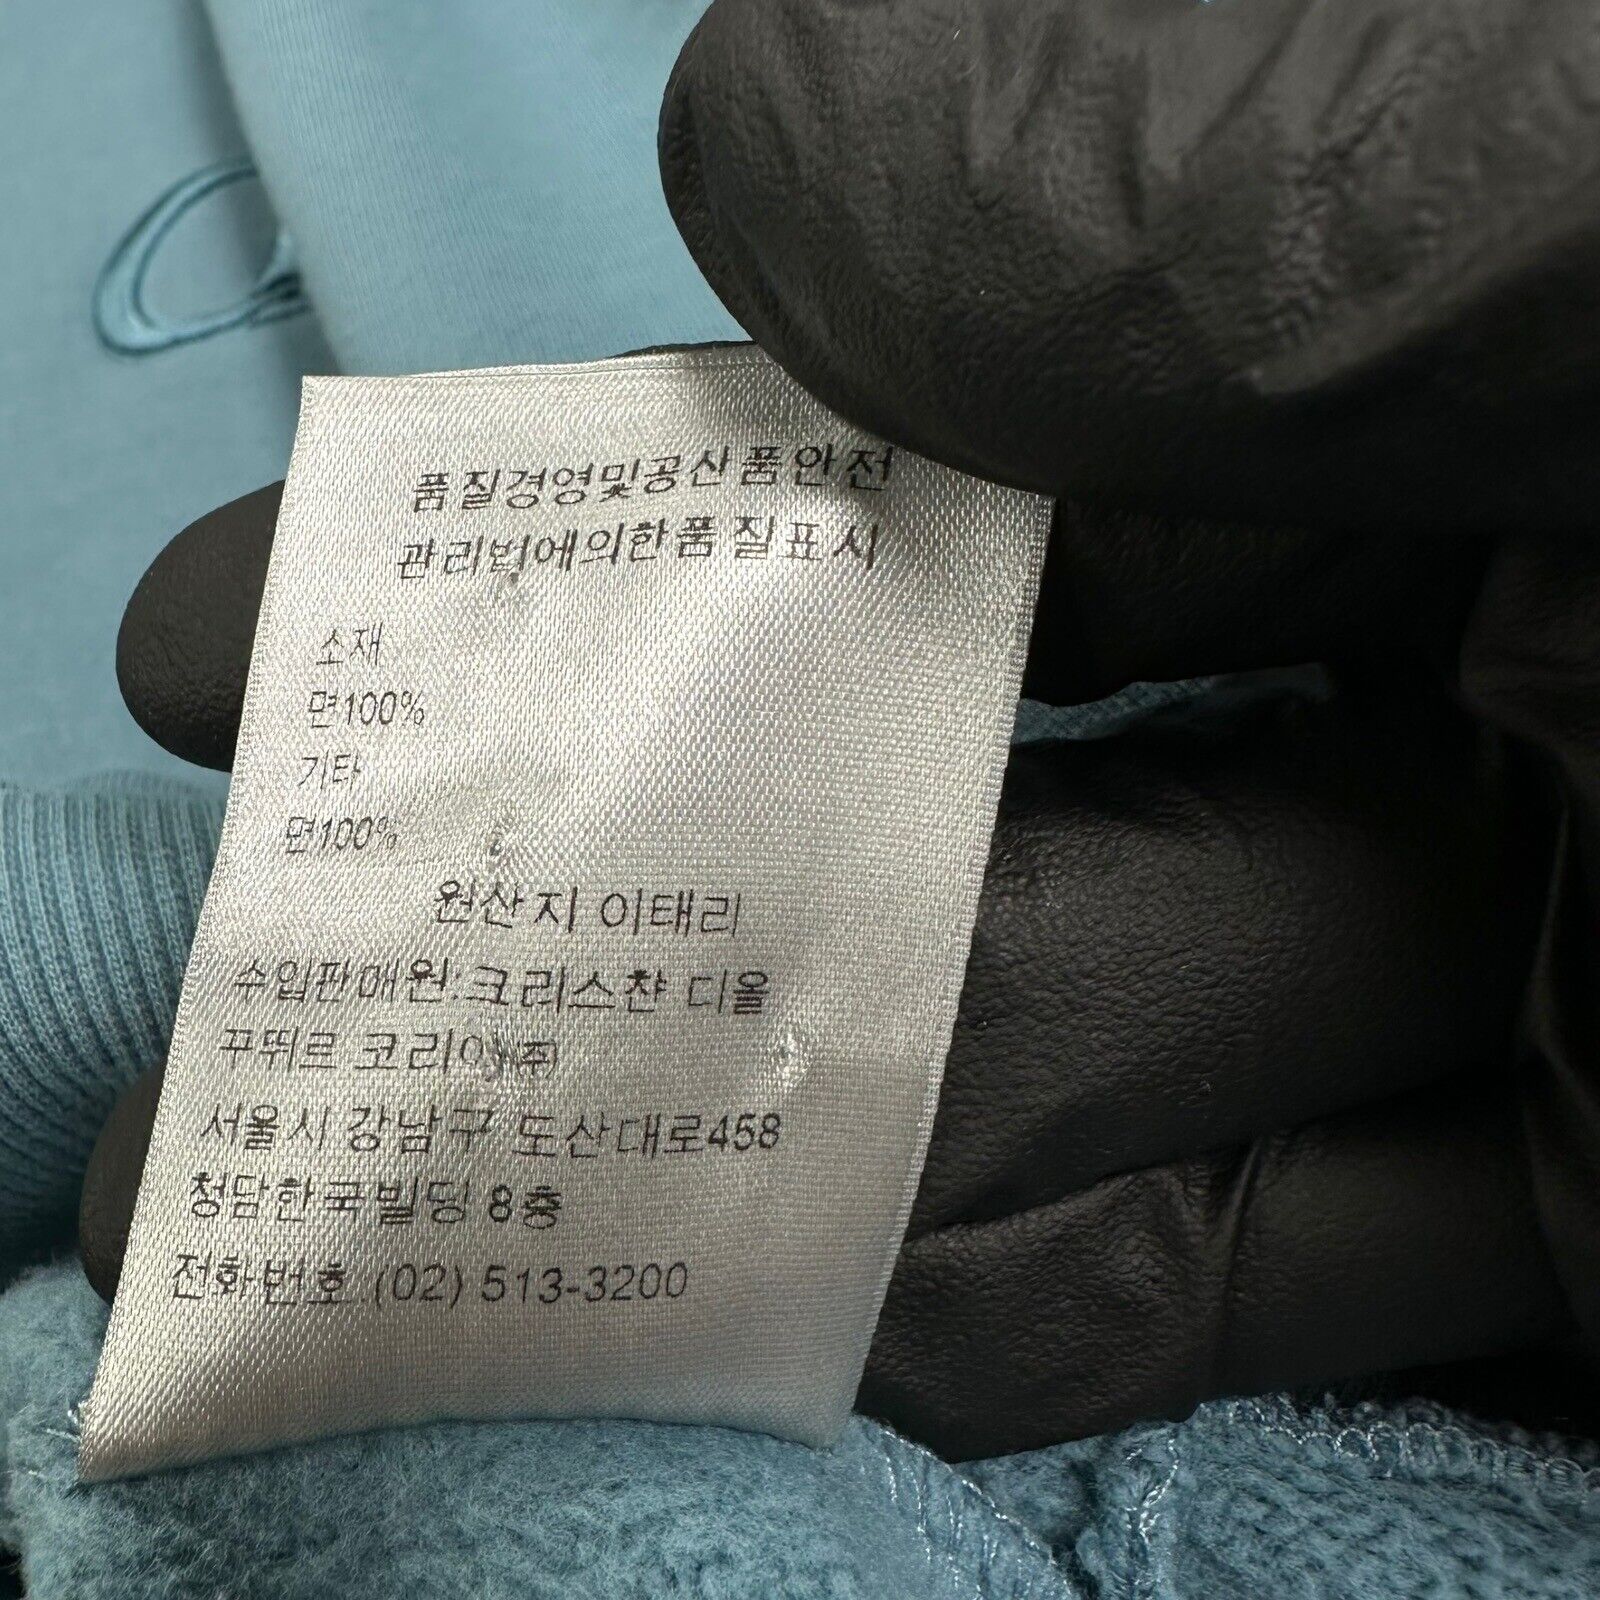 품질경영및공산품안전
관리법에의한품질표시
소재
면100%
기타
면100%
원산지 이태리
수입판매원:크리스챤 디올
꾸뛰르 코리아(주)
서울시 강남구 도산대로458
청담한국빌딩 8층
전화번호.(02) 513-3200